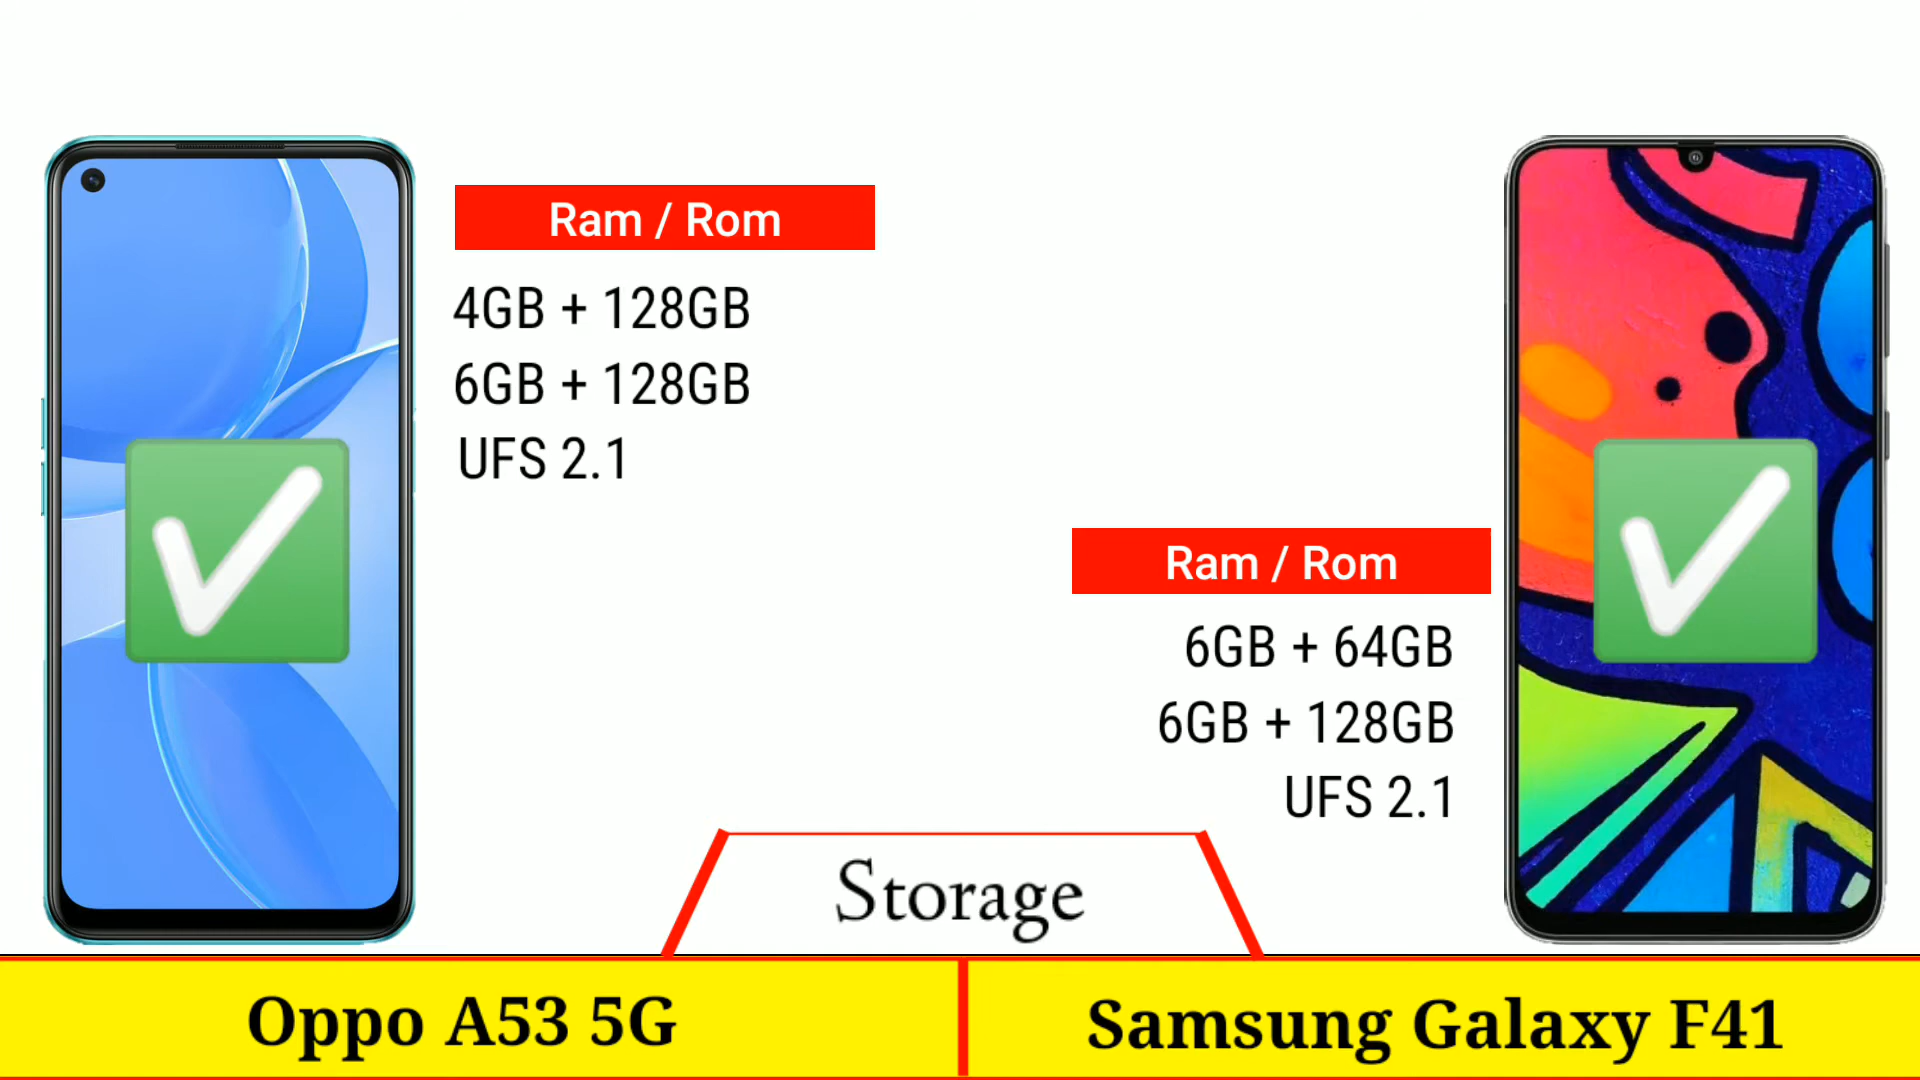 Ram / Rom
4GB + 128GB
6GB + 128GB
UFS 2.1
Ram / Rom
6GB + 64GB
6GB + 128GB
UFS 2.1
Storage
Oppo A53 5G
Samsung Galaxy F41